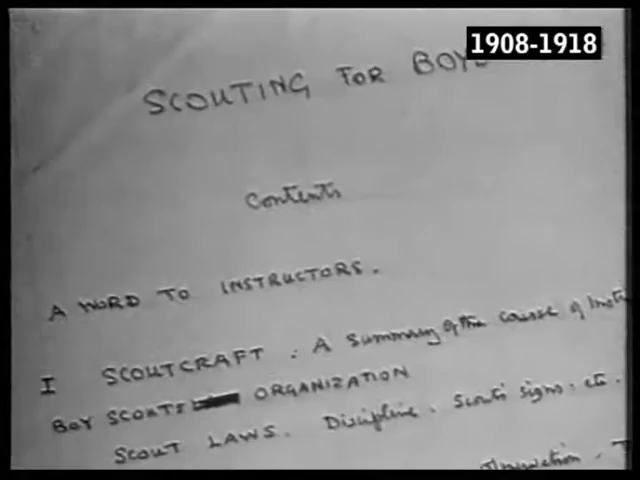 1908-1918
SCOUTING FOR BOYS
Contents
A WORD TO INSTRUCTORS.
I SCOUTCRAFT : A Summary of the course of
BOY SCOUTS ORGANIZATION
SCOUT LAWS. Discipline. Scouts signs. etc.